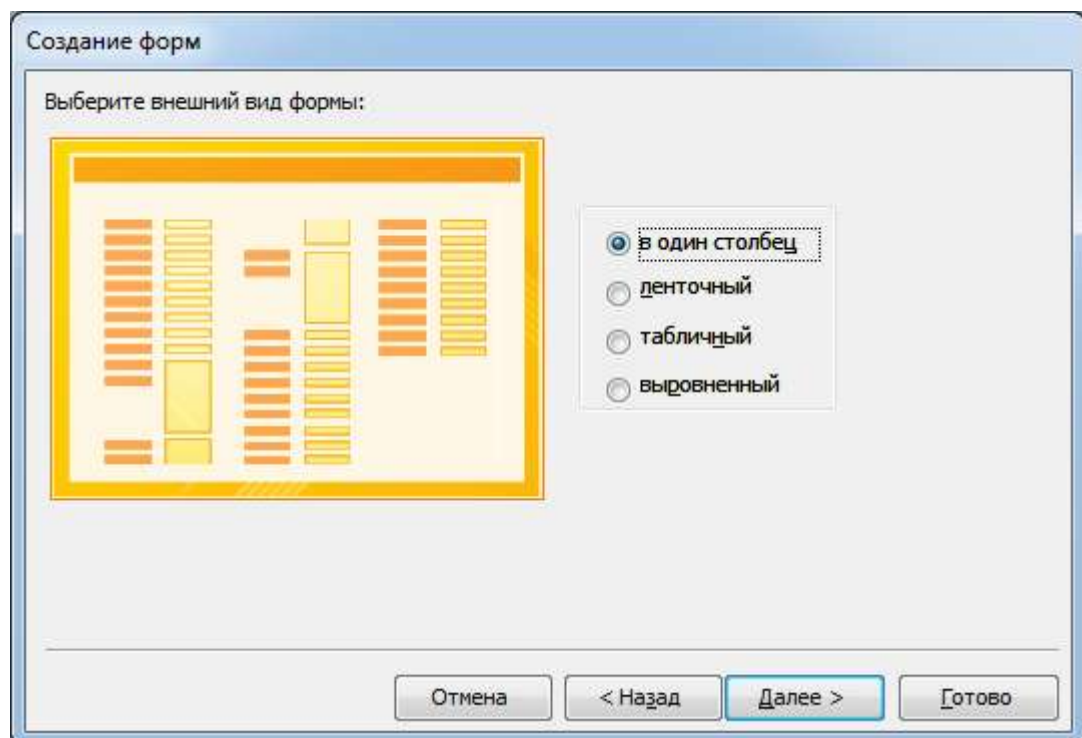 Создание форм
Выберите внешний вид формы:
в один столбец
ленточный
табличный
выровненный
Отмена
< Назад
Далее >
Готово